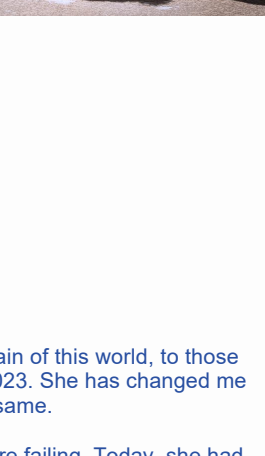 ain of this world, to those
023. She has changed me
same.
re failing. Today, she had